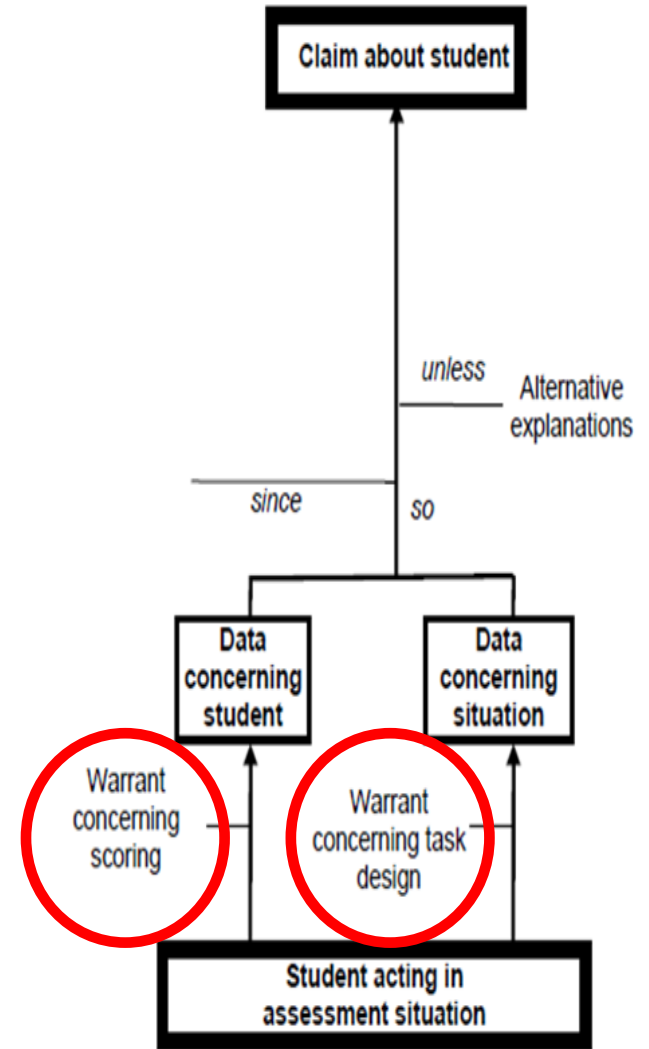 Claim about student
unless
Alternative
explanations
since
so
Data
concerning
student
Data
concerning
situation
Warrant
concerning
scoring
Warrant
concerning task
design
Student acting in
assessment situation